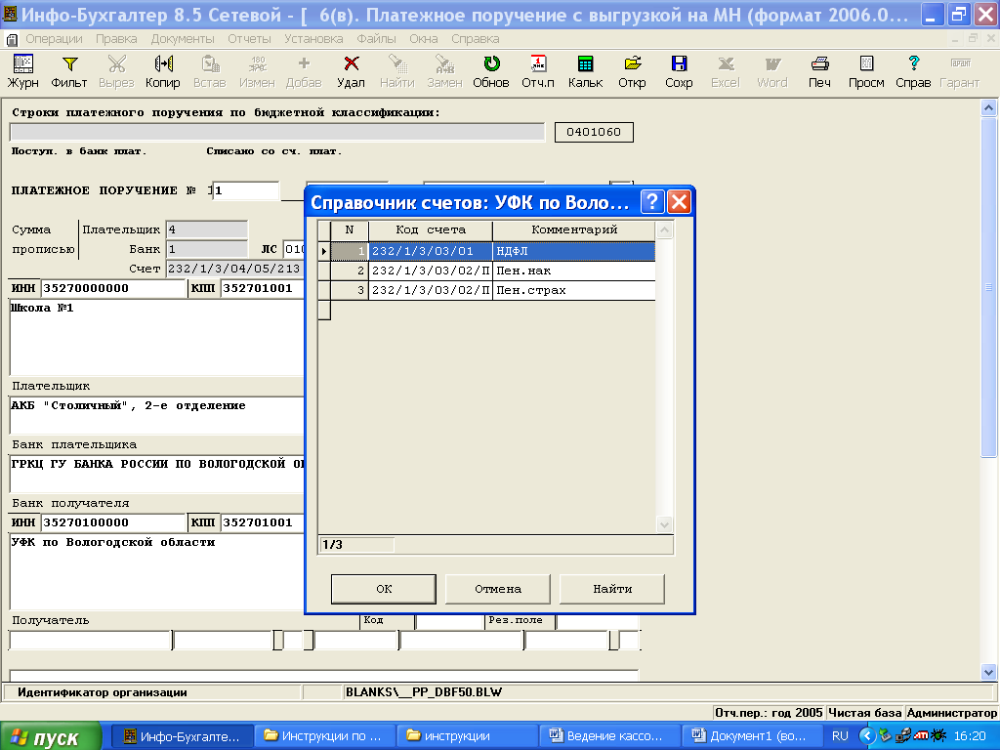 Инфо-Бухгалтер 8.5 Сетевой - [ 6(в). Платежное поручение с выгрузкой на МН (формат 2006.0...
Операции Правка Документы Отчеты Установка Файлы Окна Справка
Журн Фильт Вырез Копир Встав Измен Добав Удал Найти Замен Обнов Отч.п Кальк Откр Сохр Excel Word Печ Просм Справ Гарант
Строки платежного поручения по бюджетной классификации:
0401060
Поступ. в банк плат. Списано со сч. плат.
ПЛАТЕЖНОЕ ПОРУЧЕНИЕ № 1
Сумма Плательщик 4
прописью Банк 1 ЛС 010
Счет 232/1/3/04/05/213
ИНН 35270000000 КПП 352701001
Школа №1
Плательщик
АКБ "Столичный", 2-е отделение
Банк плательщика
ГРКЦ ГУ БАНКА РОССИИ ПО ВОЛОГОДСКОЙ
Банк получателя
ИНН 35270100000 КПП 352701001
УФК по Вологодской области
Получатель Код Рез.поле
Справочник счетов: УФК по Воло...
N Код счета Комментарий
1 232/1/3/03/01 НДФЛ
2 232/1/3/03/02/П Пен.нак
3 232/1/3/03/02/П Пен.страх
1/3
ОК Отмена Найти
Идентификатор организации BLANKS\__PP_DBF50.BLW
Отч.пер.: год 2005 Чистая база Администратор
пуск Инфо-Бухгалте... Инструкции по ... инструкции Ведение кассо... Документ1 (во... RU 16:20